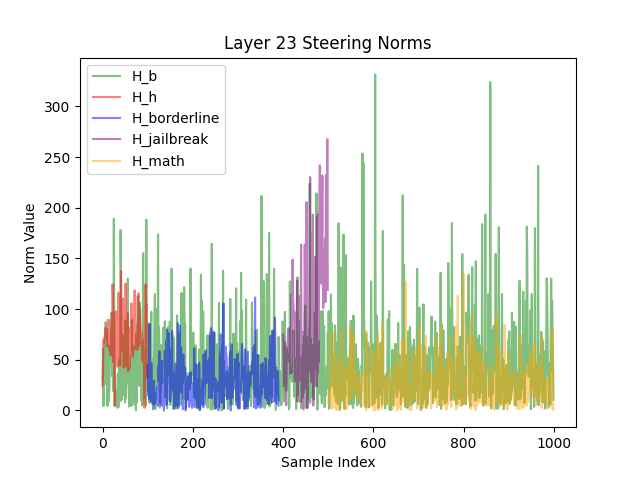 Layer 23 Steering Norms
H_b
H_h
H_borderline
H_jailbreak
H_math
Norm Value
300
250
200
150
100
50
0
0
200
400
600
800
1000
Sample Index